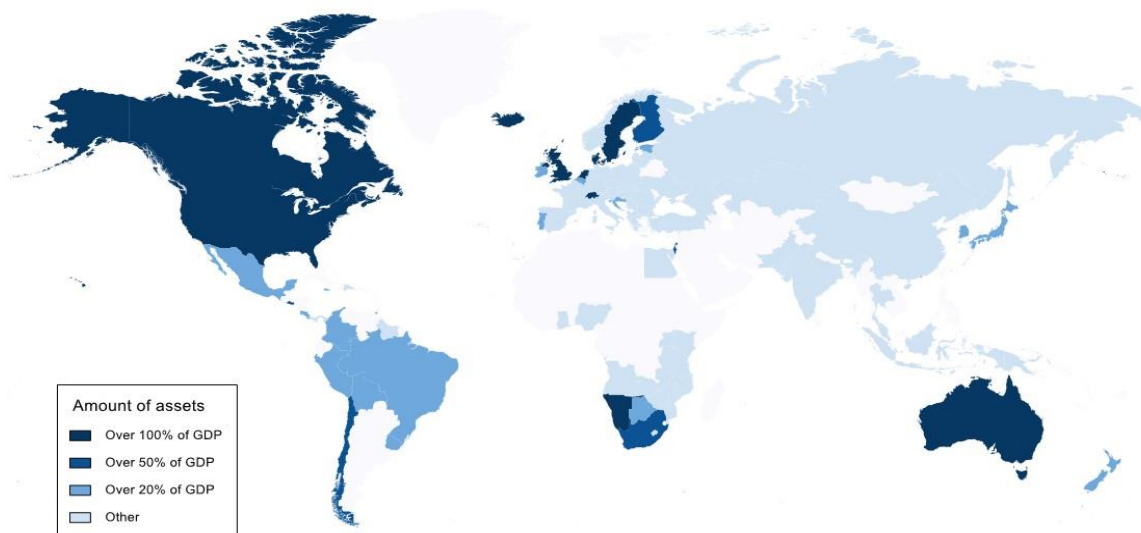 Amount of assets
Over 100% of GDP
Over 50% of GDP
Over 20% of GDP
Other